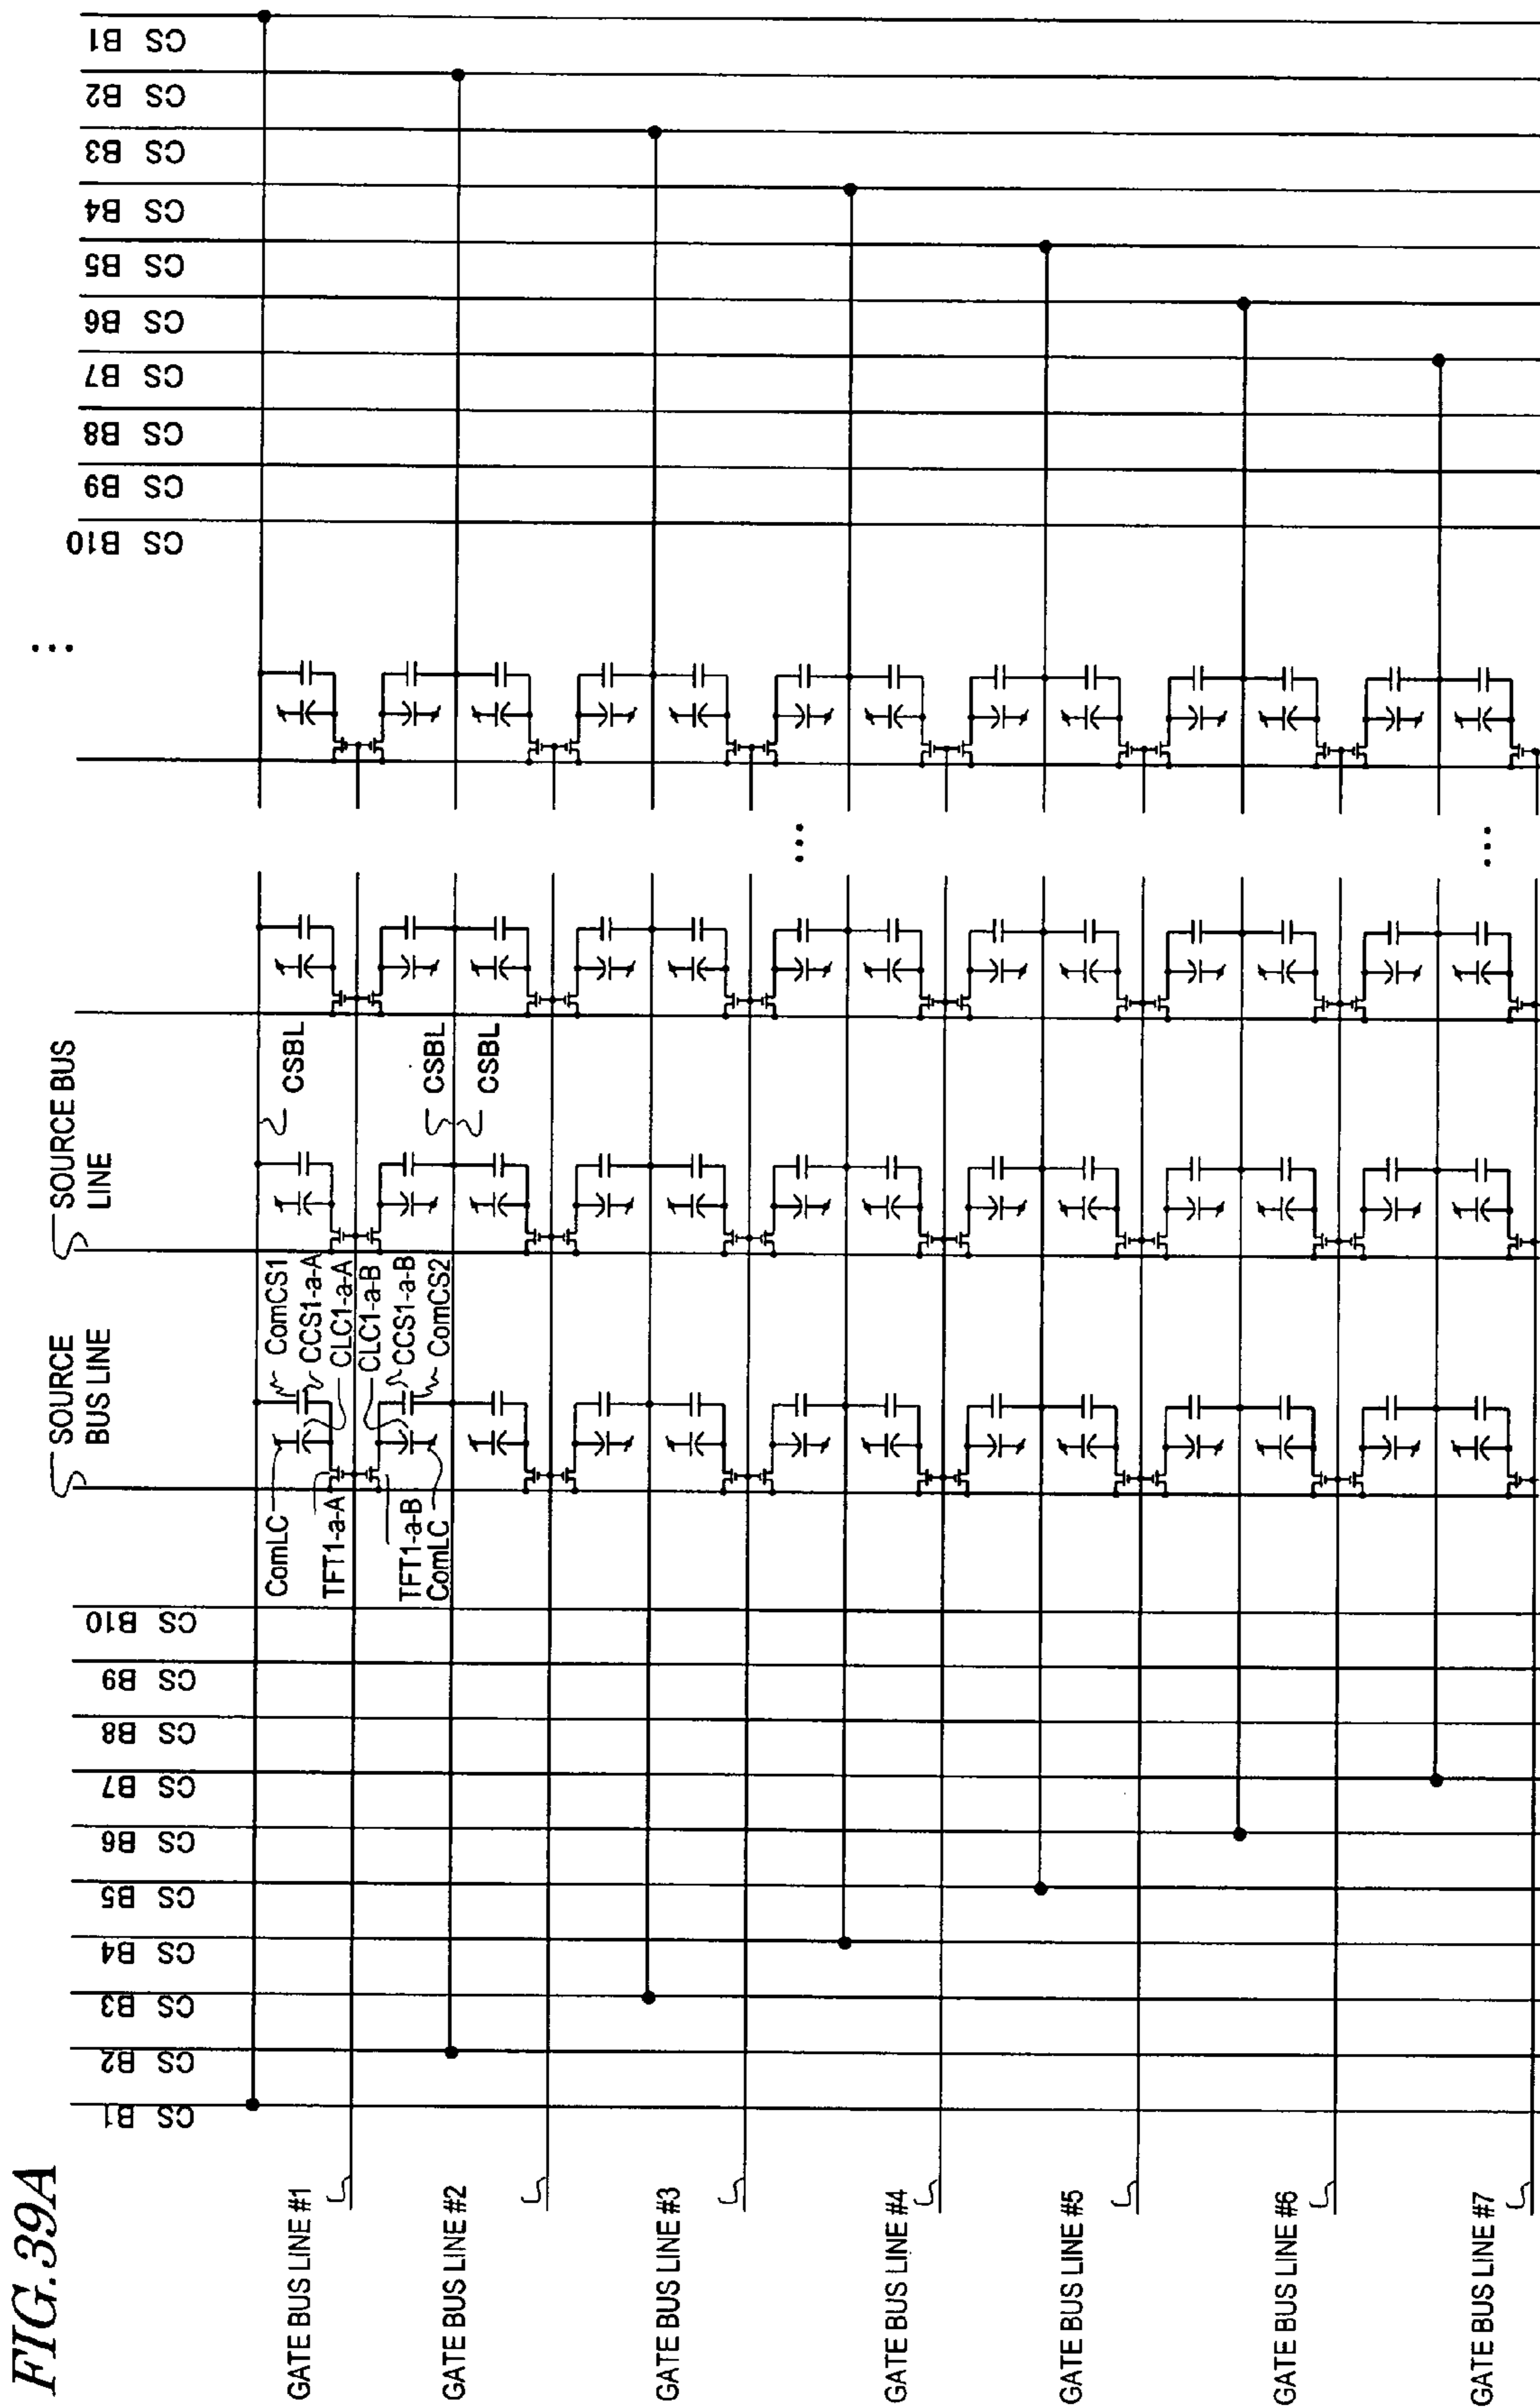 FIG.39A
CS B1
CS B2
CS B3
CS B4
CS B5
CS B6
CS B7
CS B8
CS B9
CS B10
SOURCE
BUS LINE
SOURCE BUS
LINE
...
CS B10
CS B9
CS B8
CS B7
CS B6
CS B5
CS B4
CS B3
CS B2
CS B1
GATE BUS LINE #1
ComLC
TFT1-a-A
ComCS1
CCS1-a-A
CLC1-a-A
CSBL
TFT1-a-B
ComLC
CLC1-a-B
CCS1-a-B
ComCS2
CSBL
CSBL
GATE BUS LINE #2
GATE BUS LINE #3
...
GATE BUS LINE #4
GATE BUS LINE #5
GATE BUS LINE #6
GATE BUS LINE #7
...